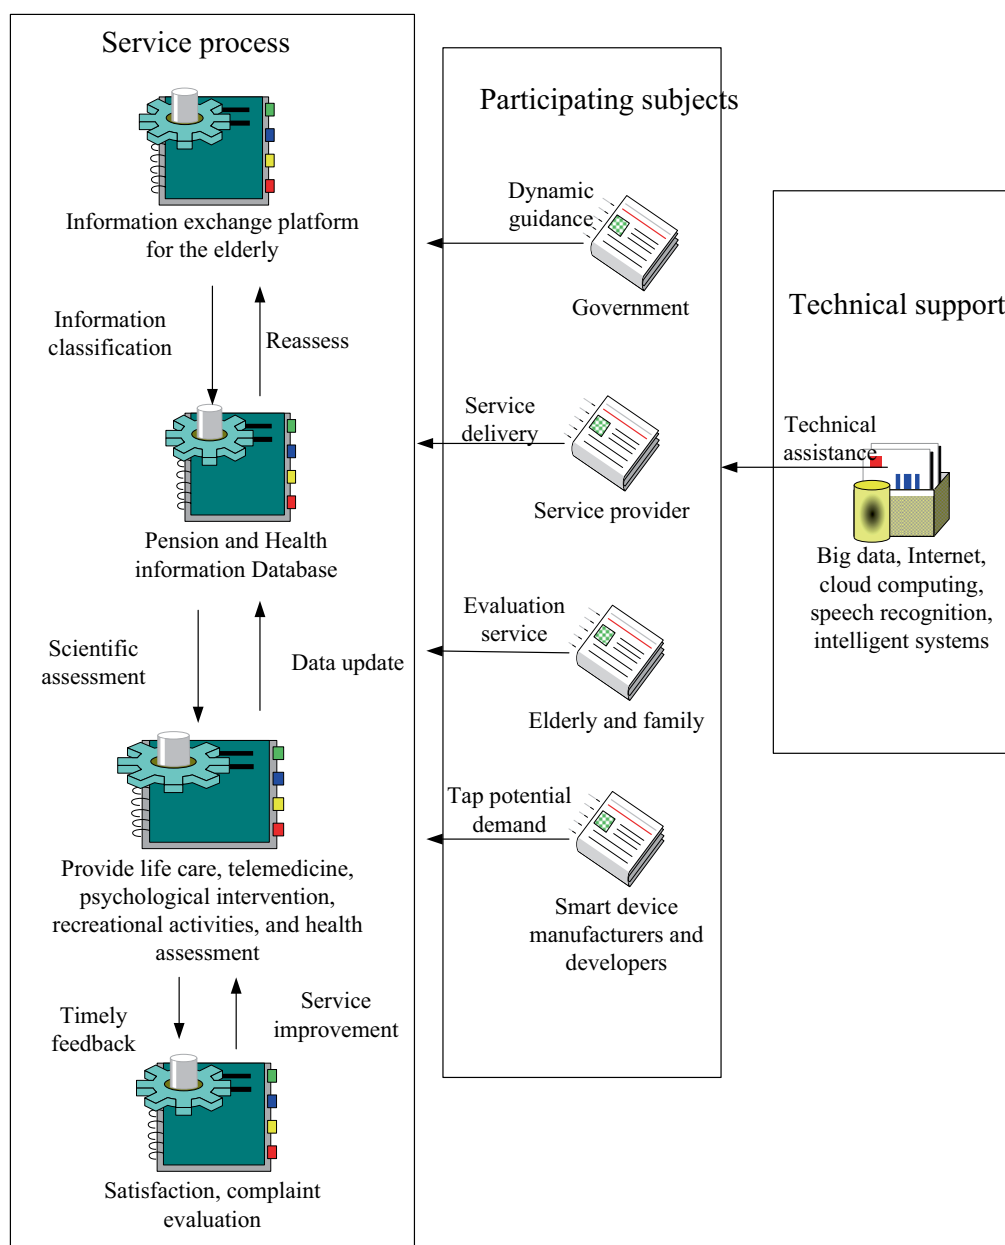 Service process
Information exchange platform
for the elderly
Information
classification
Reassess
Pension and Health
information Database
Scientific
assessment
Data update
Provide life care, telemedicine,
psychological intervention,
recreational activities, and health
assessment
Timely
feedback
Service
improvement
Satisfaction, complaint
evaluation
Participating subjects
Dynamic
guidance
Government
Service
delivery
Service provider
Evaluation
service
Elderly and family
Tap potential
demand
Smart device
manufacturers and
developers
Technical support
Technical
assistance
Big data, Internet,
cloud computing,
speech recognition,
intelligent systems